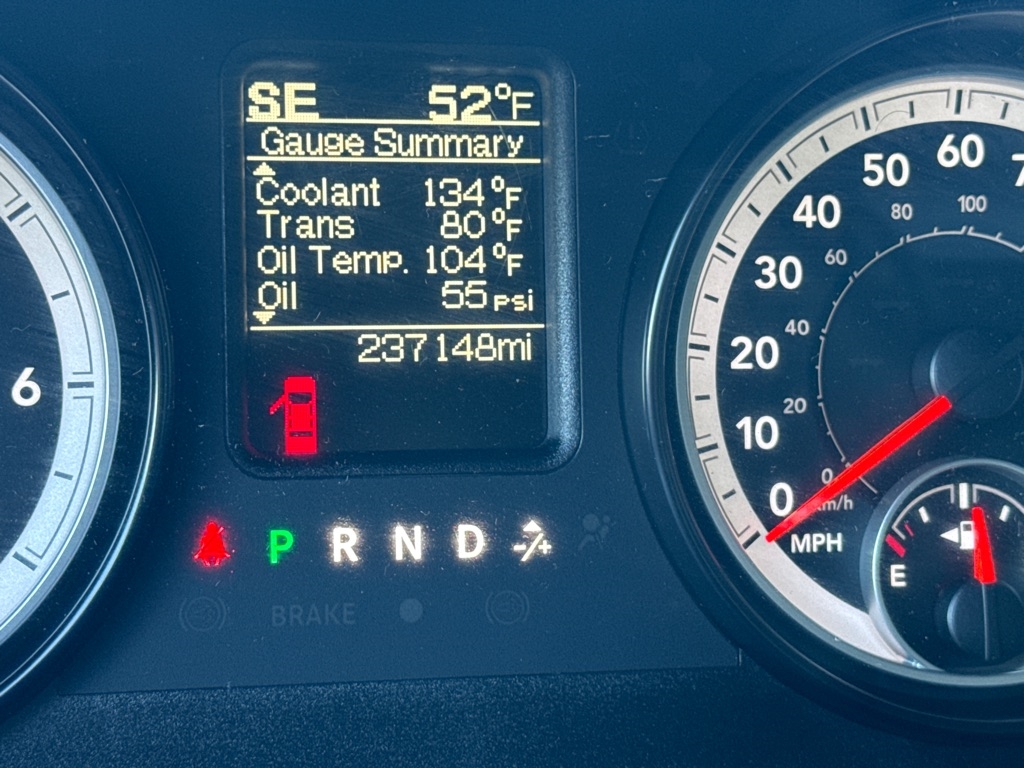 SE 52°F
Gauge Summary
Coolant 134°F
Trans 80°F
Oil Temp. 104°F
Oil 55 psi
237148mi
P R N D -/+
BRAKE
6
0 10 20 30 40 50 60
0 20 40 60 80 100
km/h
MPH
E